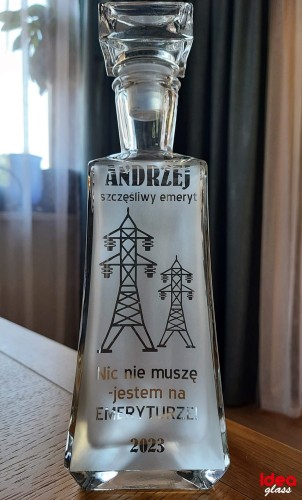 ANDRZEJ
szczęśliwy emeryt
Nic nie muszę
-jestem na
EMERYTURZE!
2023
idea
glass